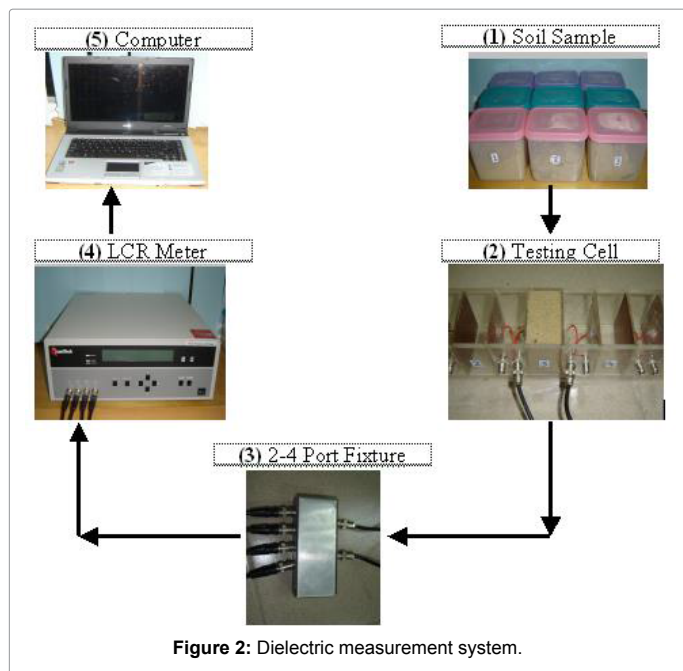 (5) Computer
(1) Soil Sample
(4) LCR Meter
(2) Testing Cell
(3) 2-4 Port Fixture
Figure 2: Dielectric measurement system.